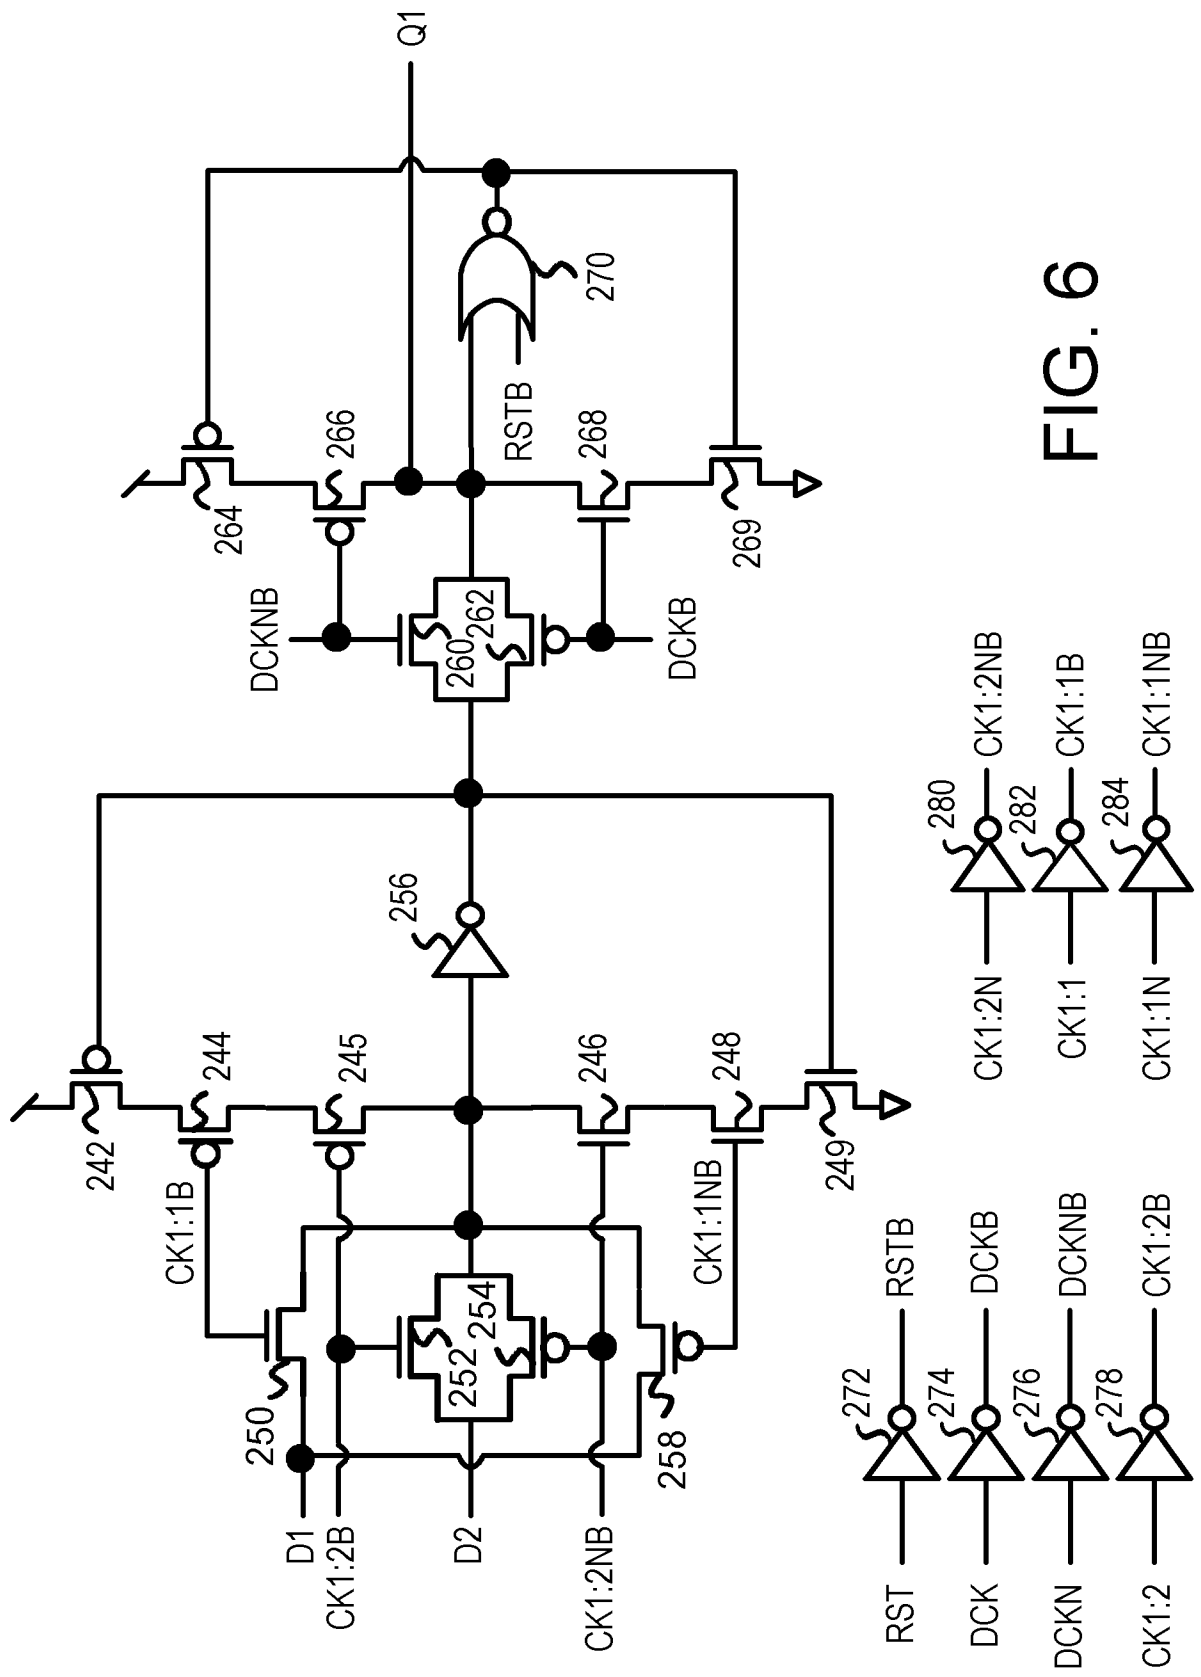 D1
CK1:2B
D2
CK1:2NB
250
252
254
258
CK1:1B
CK1:1NB
242
244
245
246
248
249
256
DCKNB
DCKB
260
262
264
266
268
269
RSTB
270
Q1
RST
272
RSTB
DCK
274
DCKB
DCKN
276
DCKNB
CK1:2
278
CK1:2B
CK1:2N
280
CK1:2NB
CK1:1
282
CK1:1B
CK1:1N
284
CK1:1NB
FIG. 6